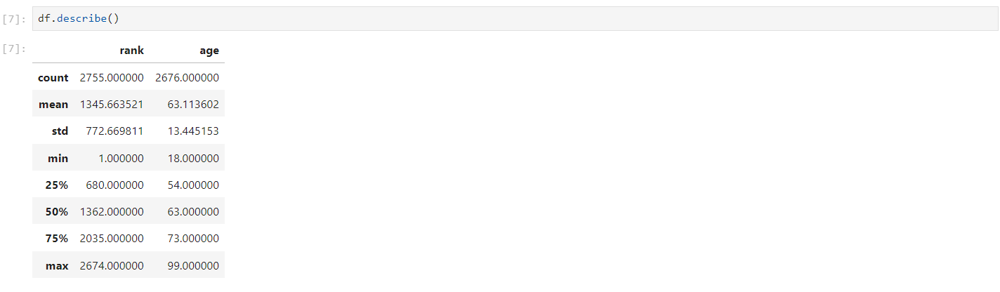 [7]: df.describe()
[7]:
rank age
count 2755.000000 2676.000000
mean 1345.663521 63.113602
std 772.669811 13.445153
min 1.000000 18.000000
25% 680.000000 54.000000
50% 1362.000000 63.000000
75% 2035.000000 73.000000
max 2674.000000 99.000000